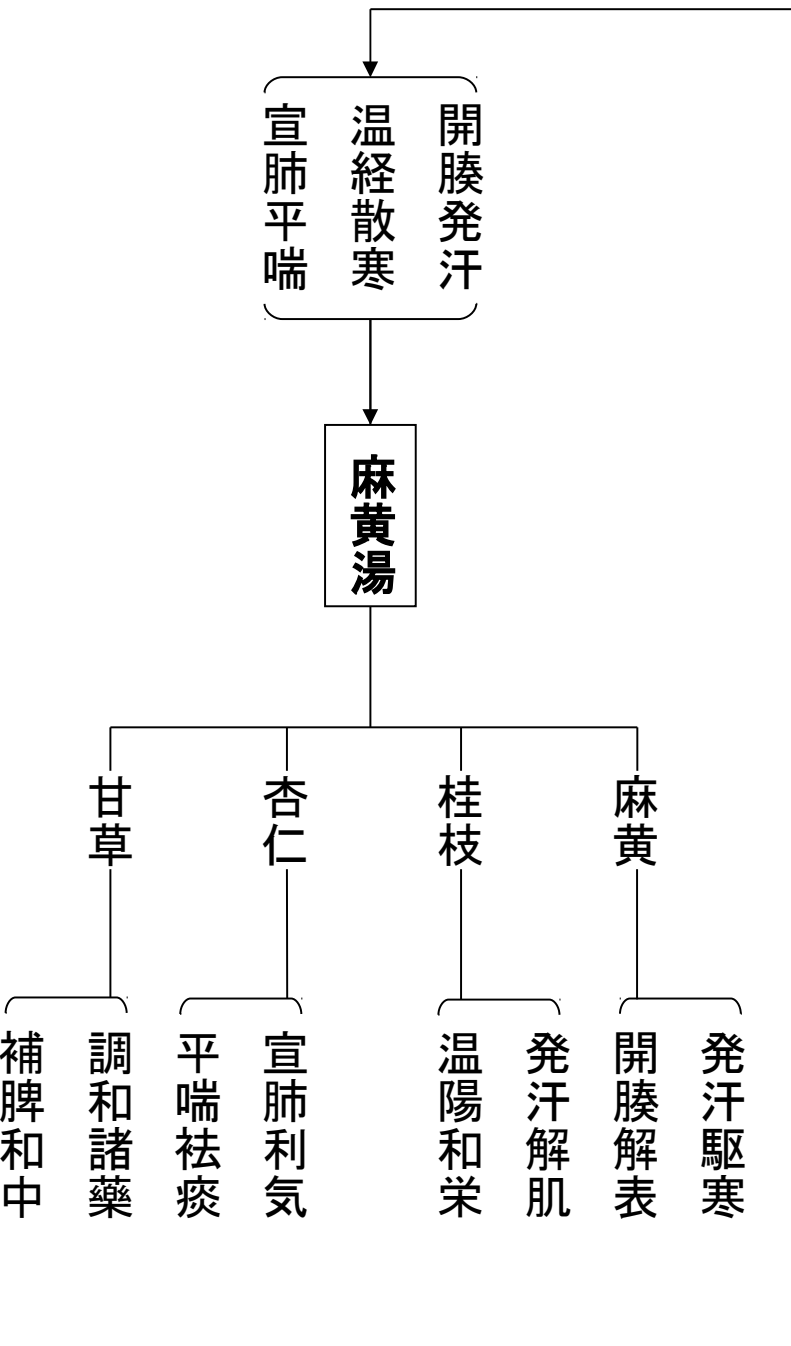 開腠発汗
温経散寒
宣肺平喘
麻黄湯
麻黄
桂枝
杏仁
甘草
発汗駆寒
開腠解表
発汗解肌
温陽和栄
宣肺利気
平喘袪痰
調和諸藥
補脾和中